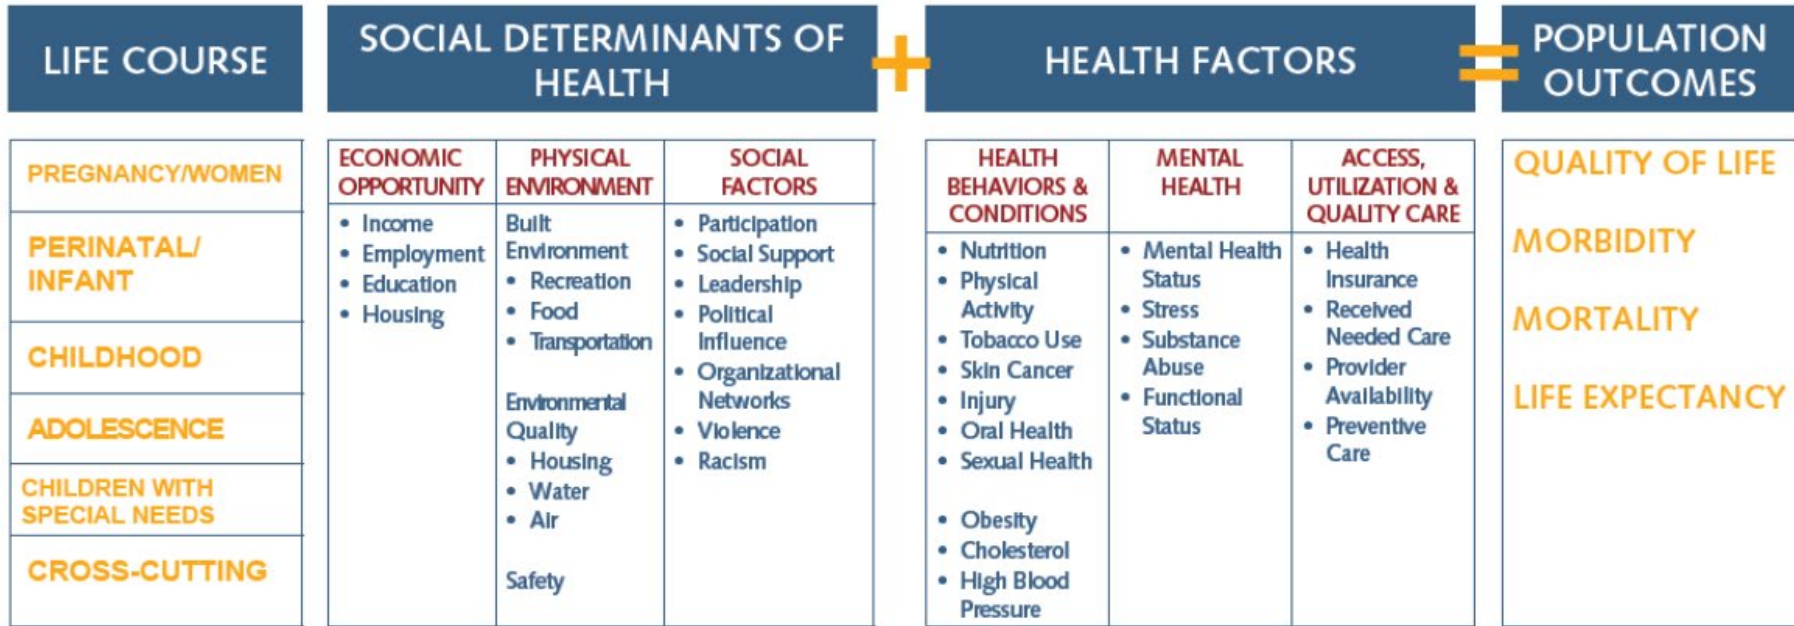 LIFE COURSE
SOCIAL DETERMINANTS OF
HEALTH
+
HEALTH FACTORS
=
POPULATION
OUTCOMES
PREGNANCY/WOMEN
PERINATAL/
INFANT
CHILDHOOD
ADOLESCENCE
CHILDREN WITH
SPECIAL NEEDS
CROSS-CUTTING
ECONOMIC
OPPORTUNITY
• Income
• Employment
• Education
• Housing
PHYSICAL
ENVIRONMENT
Built
Environment
• Recreation
• Food
• Transportation
Environmental
Quality
• Housing
• Water
• Air
Safety
SOCIAL
FACTORS
• Participation
• Social Support
• Leadership
• Political
Influence
• Organizational
Networks
• Violence
• Racism
HEALTH
BEHAVIORS &
CONDITIONS
• Nutrition
• Physical
Activity
• Tobacco Use
• Skin Cancer
• Injury
• Oral Health
• Sexual Health
• Obesity
• Cholesterol
• High Blood
Pressure
MENTAL
HEALTH
• Mental Health
Status
• Stress
• Substance
Abuse
• Functional
Status
ACCESS,
UTILIZATION &
QUALITY CARE
• Health
Insurance
• Received
Needed Care
• Provider
Availability
• Preventive
Care
QUALITY OF LIFE
MORBIDITY
MORTALITY
LIFE EXPECTANCY